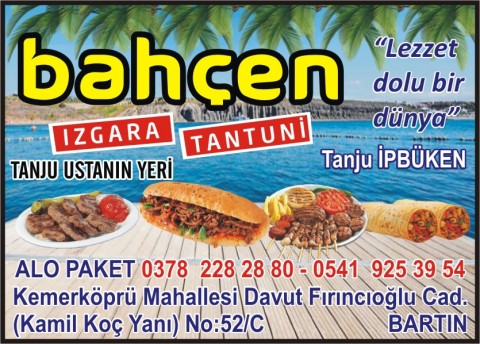 bahçen
"Lezzet
dolu bir
dünya"
IZGARA
TANTUNİ
TANJU USTANIN YERİ
Tanju İPBÜKEN
ALO PAKET 0378 228 28 80 - 0541 925 39 54
Kemerköprü Mahallesi Davut Fırıncıoğlu Cad.
(Kamil Koç Yanı) No:52/C BARTIN